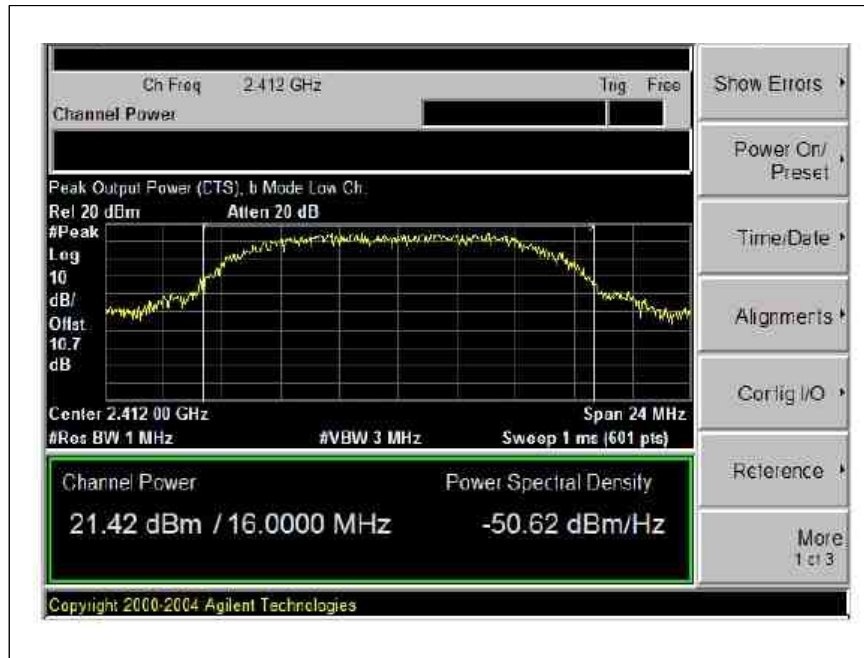 Ch Freq 2.412 GHz Trig Free
Channel Power
Peak Output Power (DTS), b Mode Low Ch.
Ref 20 dBm Atten 20 dB
#Peak
Log
10
dB/
Offst
10.7
dB
Center 2.412 00 GHz Span 24 MHz
#Res BW 1 MHz #VBW 3 MHz Sweep 1 ms (601 pts)
Channel Power Power Spectral Density
21.42 dBm / 16.0000 MHz -50.62 dBm/Hz
Copyright 2000-2004 Agilent Technologies
Show Errors
Power On/
Preset
Time/Date
Alignments
Config I/O
Reference
More
1 of 3